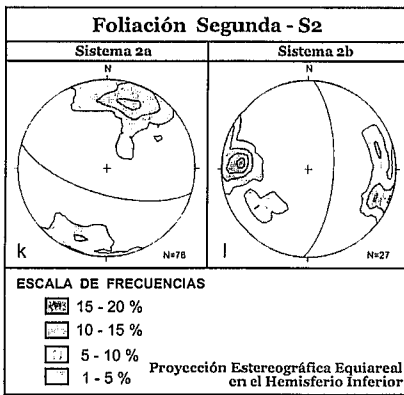 Foliación Segunda - S2
Sistema 2a
Sistema 2b
N
N
k
N=78
l
N=27
ESCALA DE FRECUENCIAS
15 - 20 %
10 - 15 %
5 - 10 %
1 - 5 %
Proyección Estereográfica Equiareal
en el Hemisferio Inferior